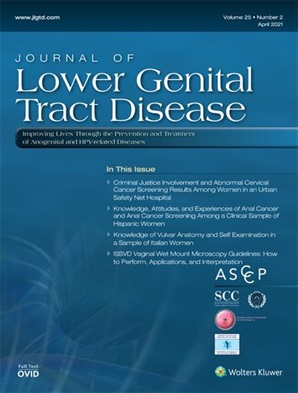 www.jlgtd.com
Volume 25 • Number 2
April 2021
JOURNAL OF
Lower Genital
Tract Disease
Improving Lives Through the Prevention and Treatment
of Anogenital and HPV-related Diseases
In This Issue
Criminal Justice Involvement and Abnormal Cervical
Cancer Screening Results Among Women in an Urban
Safety Net Hospital
Knowledge, Attitudes, and Experiences of Anal Cancer
and Anal Cancer Screening Among a Clinical Sample of
Hispanic Women
Knowledge of Vulvar Anatomy and Self Examination in
a Sample of Italian Women
ISSVD Vaginal Wet Mount Microscopy Guidelines: How
to Perform, Applications, and Interpretation
ASCCP
SCC
Full Text
OVID
Wolters Kluwer